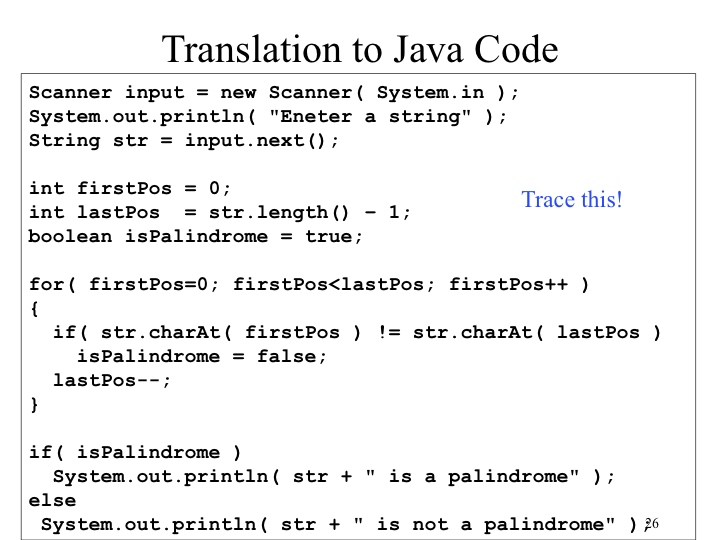 Translation to Java Code
Scanner input = new Scanner( System.in );
System.out.println( "Eneter a string" );
String str = input.next();
int firstPos = 0;
Trace this!
int lastPos  = str.length() – 1;
boolean isPalindrome = true;
for( firstPos=0; firstPos<lastPos; firstPos++ )
{
  if( str.charAt( firstPos ) != str.charAt( lastPos )
    isPalindrome = false;
  lastPos--;
}
if( isPalindrome )
  System.out.println( str + " is a palindrome" );
else
 System.out.println( str + " is not a palindrome" );
26